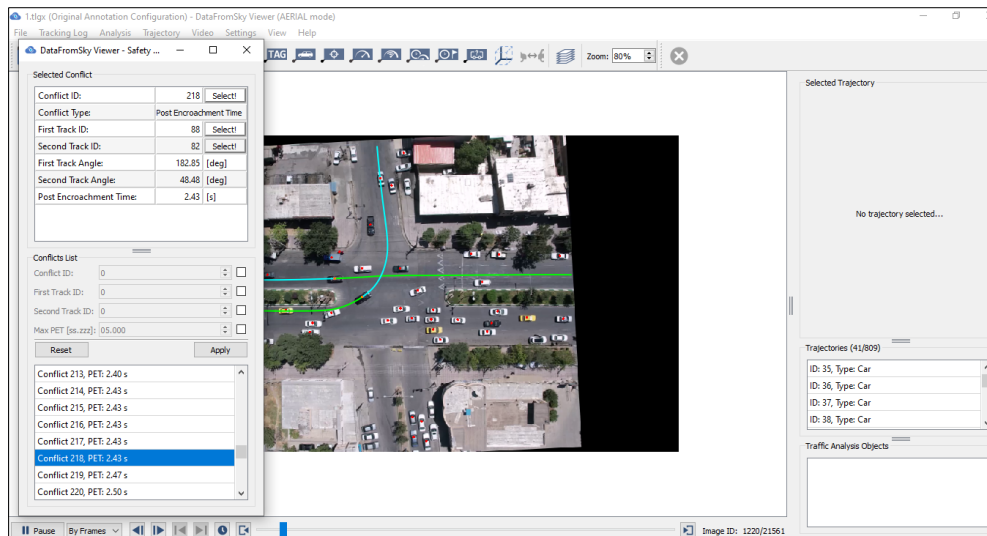 1.tlgx (Original Annotation Configuration) - DataFromSky Viewer (AERIAL mode)
File Tracking Log Analysis Trajectory Video Settings View Help
DataFromSky Viewer - Safety ...
TAG
Zoom: 80%
Selected Conflict
Conflict ID: 218 Select!
Conflict Type: Post Encroachment Time
First Track ID: 88 Select!
Second Track ID: 82 Select!
First Track Angle: 182.85 [deg]
Second Track Angle: 48.48 [deg]
Post Encroachment Time: 2.43 [s]
Conflicts List
Conflict ID: 0
First Track ID: 0
Second Track ID: 0
Max PET [ss.zzz]: 05.000
Reset Apply
Conflict 213, PET: 2.40 s
Conflict 214, PET: 2.43 s
Conflict 215, PET: 2.43 s
Conflict 216, PET: 2.43 s
Conflict 217, PET: 2.43 s
Conflict 218, PET: 2.43 s
Conflict 219, PET: 2.47 s
Conflict 220, PET: 2.50 s
Selected Trajectory
No trajectory selected...
Trajectories (41/809)
ID: 35, Type: Car
ID: 36, Type: Car
ID: 37, Type: Car
ID: 38, Type: Car
Traffic Analysis Objects
Pause By Frames Image ID: 1220/21561